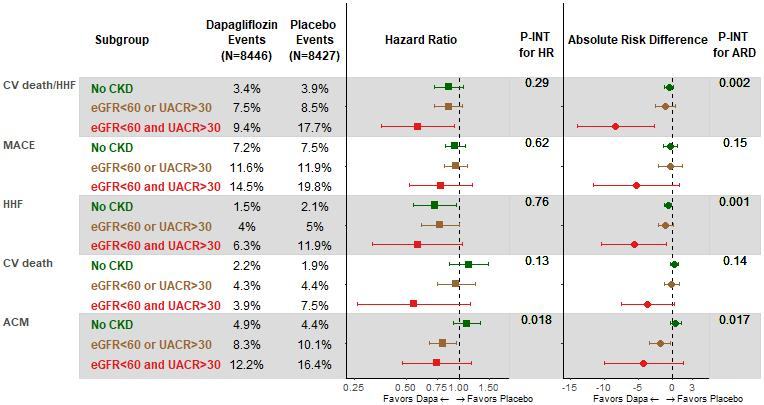 Subgroup Dapagliflozin Events (N=8446) Placebo Events (N=8427) Hazard Ratio P-INT for HR Absolute Risk Difference P-INT for ARD
CV death/HHF No CKD 3.4% 3.9% 0.29 0.002
eGFR<60 or UACR>30 7.5% 8.5%
eGFR<60 and UACR>30 9.4% 17.7%
MACE No CKD 7.2% 7.5% 0.62 0.15
eGFR<60 or UACR>30 11.6% 11.9%
eGFR<60 and UACR>30 14.5% 19.8%
HHF No CKD 1.5% 2.1% 0.76 0.001
eGFR<60 or UACR>30 4% 5%
eGFR<60 and UACR>30 6.3% 11.9%
CV death No CKD 2.2% 1.9% 0.13 0.14
eGFR<60 or UACR>30 4.3% 4.4%
eGFR<60 and UACR>30 3.9% 7.5%
ACM No CKD 4.9% 4.4% 0.018 0.017
eGFR<60 or UACR>30 8.3% 10.1%
eGFR<60 and UACR>30 12.2% 16.4%
0.25 0.50 0.75 1.00 1.50 -15 -10 -5 0 3
Favors Dapa ← → Favors Placebo Favors Dapa ← → Favors Placebo